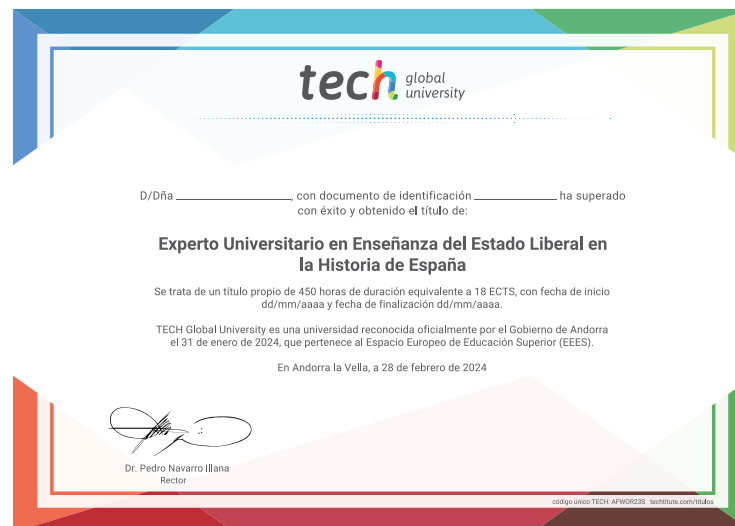 tech global
university
D/Dña ____________, con documento de identificación ____________ ha superado
con éxito y obtenido el título de:
Experto Universitario en Enseñanza del Estado Liberal en
la Historia de España
Se trata de un título propio de 450 horas de duración equivalente a 18 ECTS, con fecha de inicio
dd/mm/aaaa y fecha de finalización dd/mm/aaaa.
TECH Global University es una universidad reconocida oficialmente por el Gobierno de Andorra
el 31 de enero de 2024, que pertenece al Espacio Europeo de Educación Superior (EEES).
En Andorra la Vella, a 28 de febrero de 2024
Dr. Pedro Navarro Illana
Rector
código único TECH: AFWOR23S techtitute.com/titulos